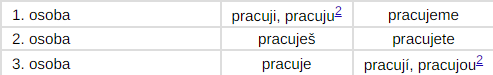 1. osoba pracuji, pracuju2 pracujeme
2. osoba pracuješ pracujete
3. osoba pracuje pracují, pracujou2